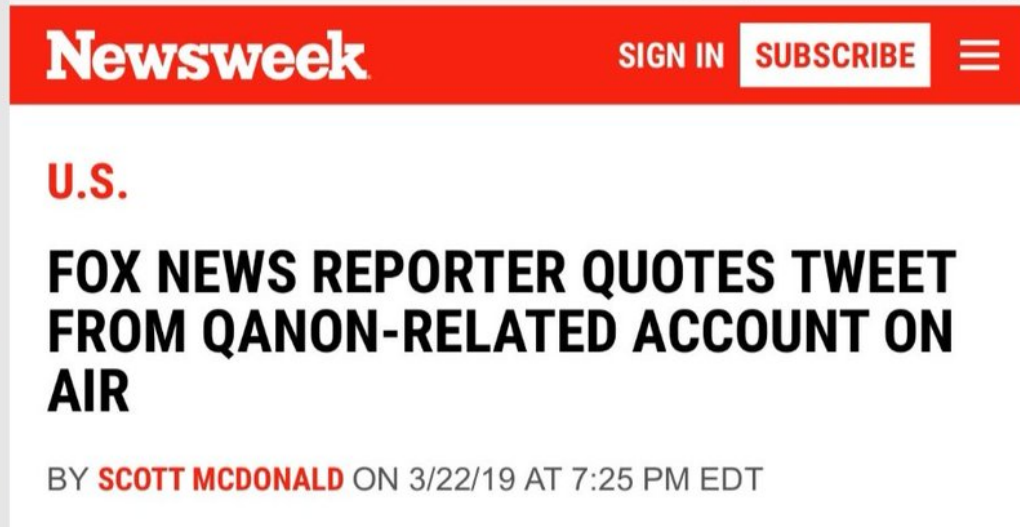 Newsweek
SIGN IN SUBSCRIBE
U.S.
FOX NEWS REPORTER QUOTES TWEET
FROM QANON-RELATED ACCOUNT ON
AIR
BY SCOTT MCDONALD ON 3/22/19 AT 7:25 PM EDT